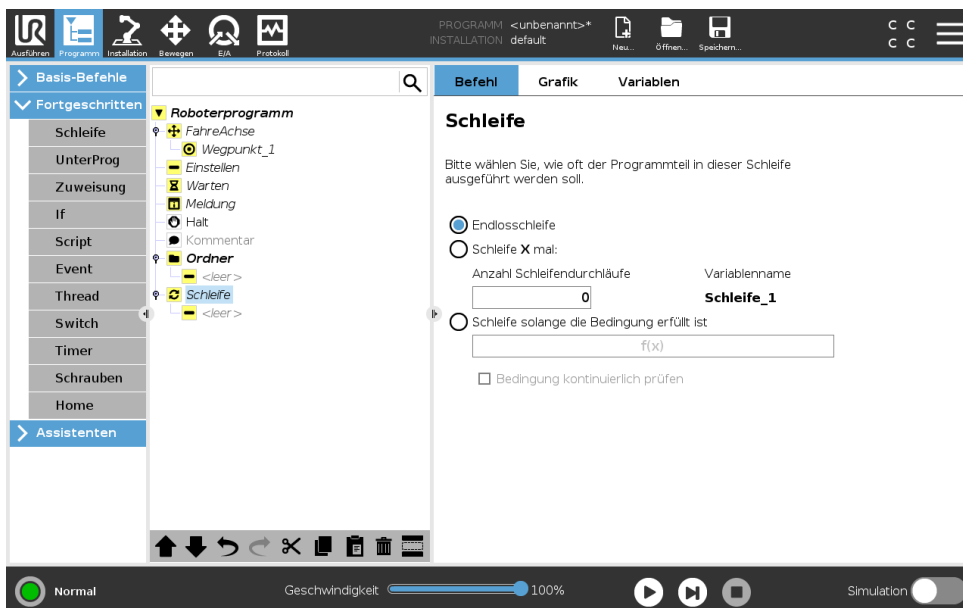 UR
PROGRAMM <unbenannt>*
INSTALLATION default
Ausführen Programm Installation Bewegen E/A Protokoll
Neu... Öffnen... Speichern...
C C
C C
Basis-Befehle
Fortgeschritten
Schleife
UnterProg
Zuweisung
If
Script
Event
Thread
Switch
Timer
Schrauben
Home
Assistenten
Roboterprogramm
FahreAchse
Wegpunkt_1
Einstellen
Warten
Meldung
Halt
Kommentar
Ordner
<leer>
Schleife
<leer>
Befehl Grafik Variablen
Schleife
Bitte wählen Sie, wie oft der Programmteil in dieser Schleife
ausgeführt werden soll.
Endlosschleife
Schleife X mal:
Anzahl Schleifendurchläufe Variablenname
0 Schleife_1
Schleife solange die Bedingung erfüllt ist
f(x)
Bedingung kontinuierlich prüfen
Normal Geschwindigkeit 100% Simulation